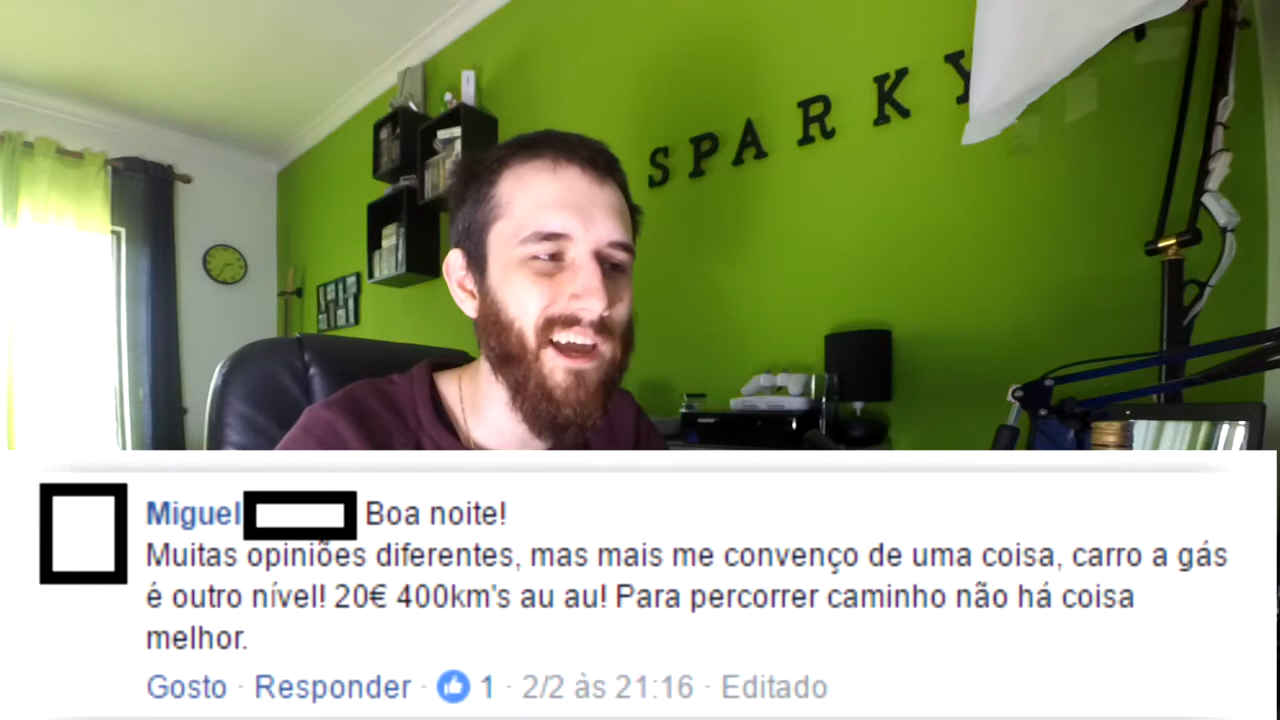 SPARKY
Miguel Boa noite!
Muitas opiniões diferentes, mas mais me convenço de uma coisa, carro a gás
é outro nível! 20€ 400km's au au! Para percorrer caminho não há coisa
melhor.
Gosto · Responder · 1 · 2/2 às 21:16 · Editado